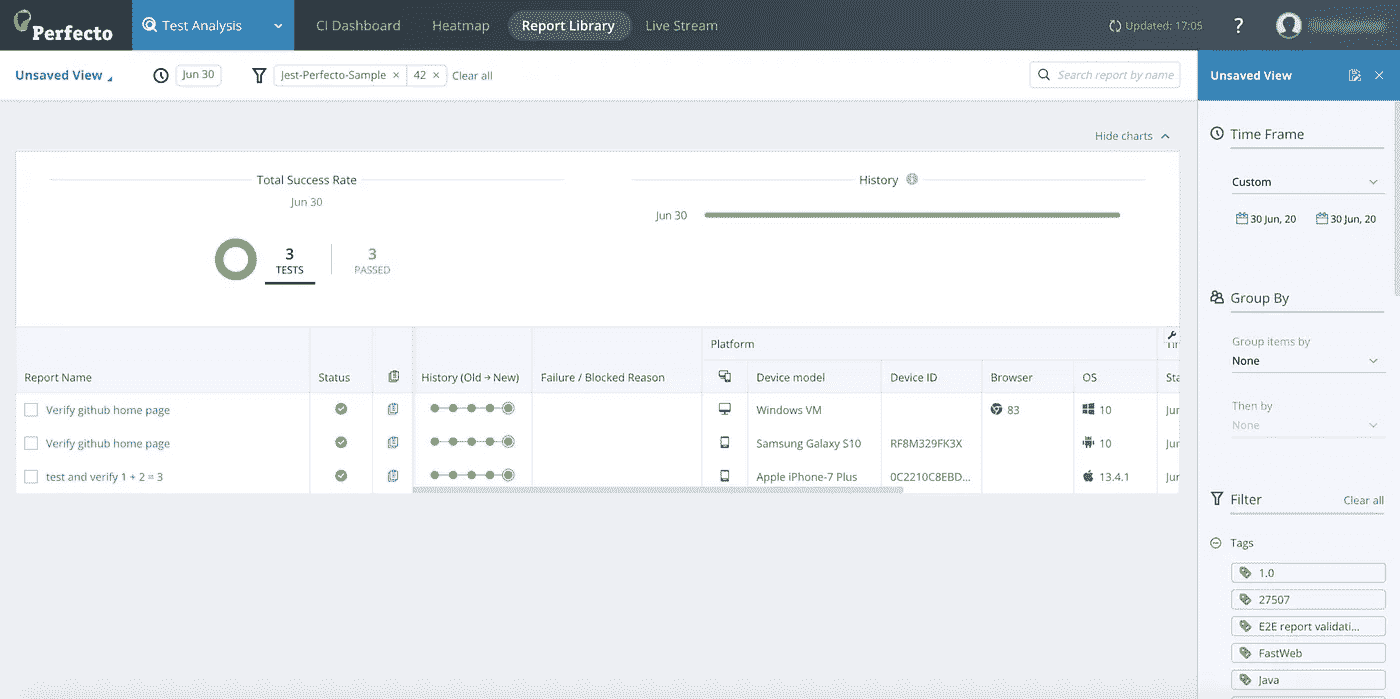 Perfecto Test Analysis CI Dashboard Heatmap Report Library Live Stream Updated: 17:05 ?
Unsaved View Jun 30 Jest-Perfecto-Sample × 42 × Clear all Search report by name
Hide charts
Total Success Rate
Jun 30
3 3
TESTS PASSED
History
Jun 30
Platform
Report Name Status History (Old → New) Failure / Blocked Reason Device model Device ID Browser OS Sta
Verify github home page Windows VM 83 10 Jun
Verify github home page Samsung Galaxy S10 RF8M329FK3X 10 Jun
test and verify 1 + 2 = 3 Apple iPhone-7 Plus 0C2210C8EBD... 13.4.1 Jun
Unsaved View
Time Frame
Custom
30 Jun, 20 30 Jun, 20
Group By
Group items by
None
Then by
None
Filter Clear all
Tags
1.0
27507
E2E report validati...
FastWeb
Java